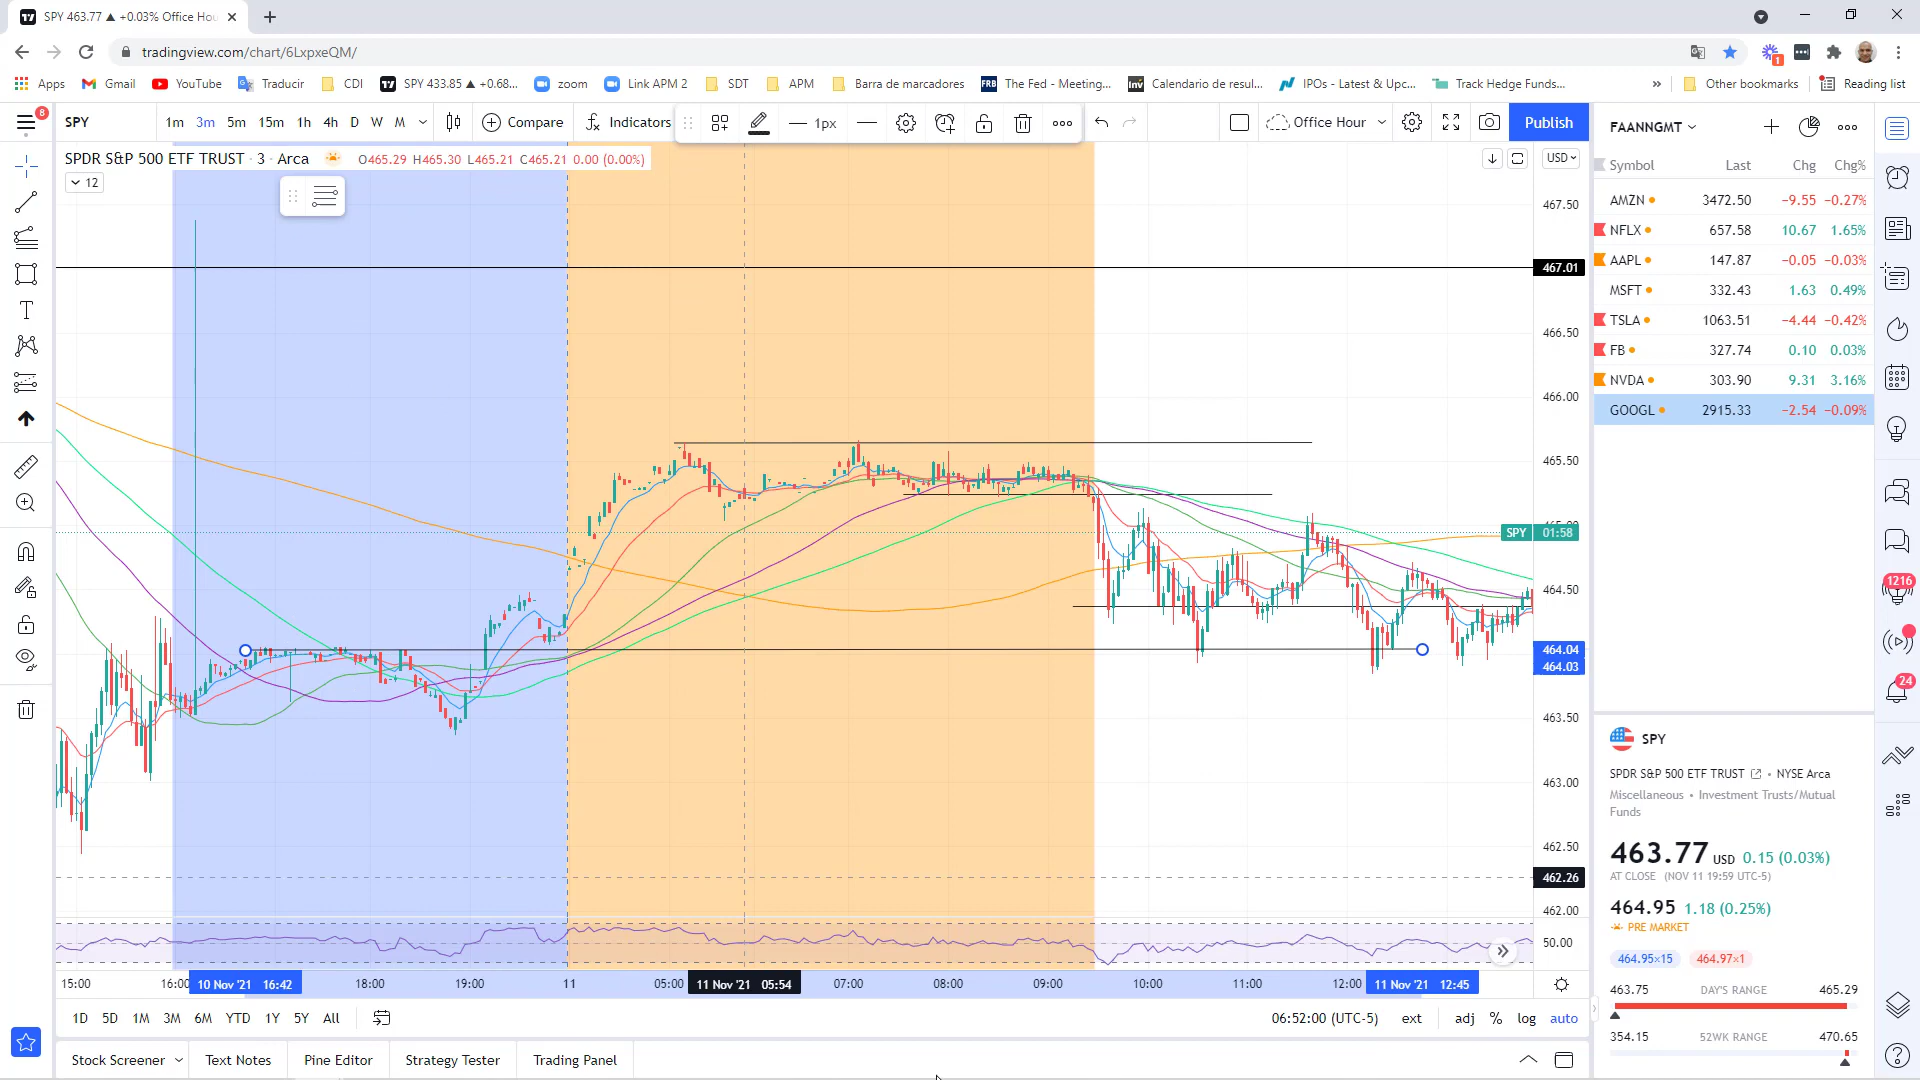 SPY 463.77 ▲ +0.03% Office Hou
tradingview.com/chart/6LxpxeQM/
1
Apps Gmail YouTube Traducir CDI SPY 433.85 ▲ +0.68... zoom Link APM 2 SDT APM Barra de marcadores FRB The Fed - Meeting... Inv Calendario de resul... IPOs - Latest & Upc... Track Hedge Funds... » Other bookmarks Reading list
8
SPY 1m 3m 5m 15m 1h 4h D W M Compare Indicators 1px Office Hour Publish
SPDR S&P 500 ETF TRUST · 3 · Arca O465.29 H465.30 L465.21 C465.21 0.00 (0.00%)
12
USD
467.50
467.01
466.50
466.00
465.50
465.00
SPY 01:58
464.50
464.04
464.03
463.50
463.00
462.50
462.26
462.00
50.00
15:00 16:00 10 Nov '21 16:42 18:00 19:00 11 05:00 11 Nov '21 05:54 07:00 08:00 09:00 10:00 11:00 12:00 11 Nov '21 12:45
1D 5D 1M 3M 6M YTD 1Y 5Y All 06:52:00 (UTC-5) ext adj % log auto
Stock Screener Pine Editor Text Notes Strategy Tester Trading Panel
FAANNGMT
Symbol Last Chg Chg%
AMZN 3472.50 −9.55 −0.27%
NFLX 657.58 10.67 1.65%
AAPL 147.87 −0.05 −0.03%
MSFT 332.43 1.63 0.49%
TSLA 1063.51 −4.44 −0.42%
FB 327.74 0.10 0.03%
NVDA 303.90 9.31 3.16%
GOOGL 2915.33 −2.54 −0.09%
SPY
SPDR S&P 500 ETF TRUST • NYSE Arca
Miscellaneous • Investment Trusts/Mutual
Funds
463.77 USD 0.15 (0.03%)
AT CLOSE (NOV 11 19:59 UTC-5)
464.95 1.18 (0.25%)
PRE MARKET
464.95×15 464.97×1
463.75 DAY'S RANGE 465.29
354.15 52WK RANGE 470.65
1216
24